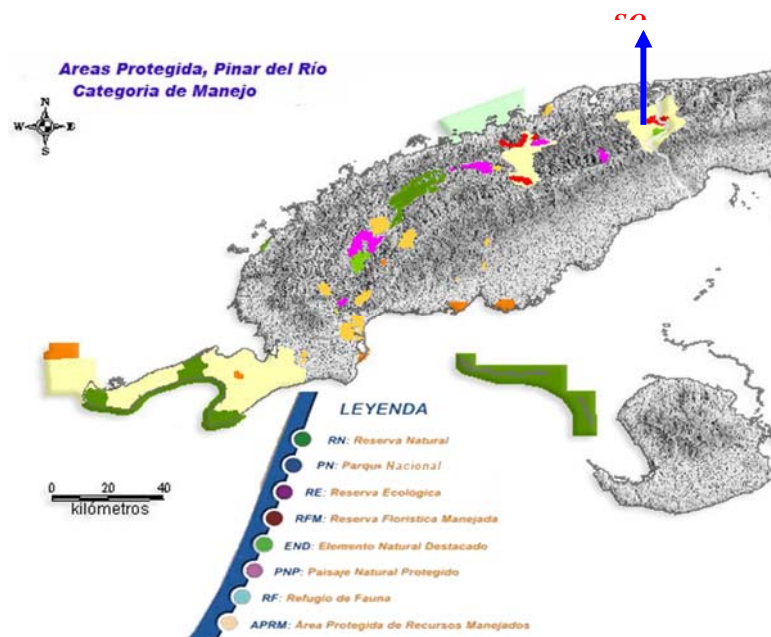 SO
Areas Protegida, Pinar del Río
Categoria de Manejo
N
W E
S
LEYENDA
RN: Reserva Natural
PN: Parque Nacional
RE: Reserva Ecológica
RFM: Reserva Floristica Manejada
END: Elemento Natural Destacado
PNP: Paisaje Natural Protegido
RF: Refugio de Fauna
APRM: Área Protegida de Recursos Manejados
0 20 40
kilómetros